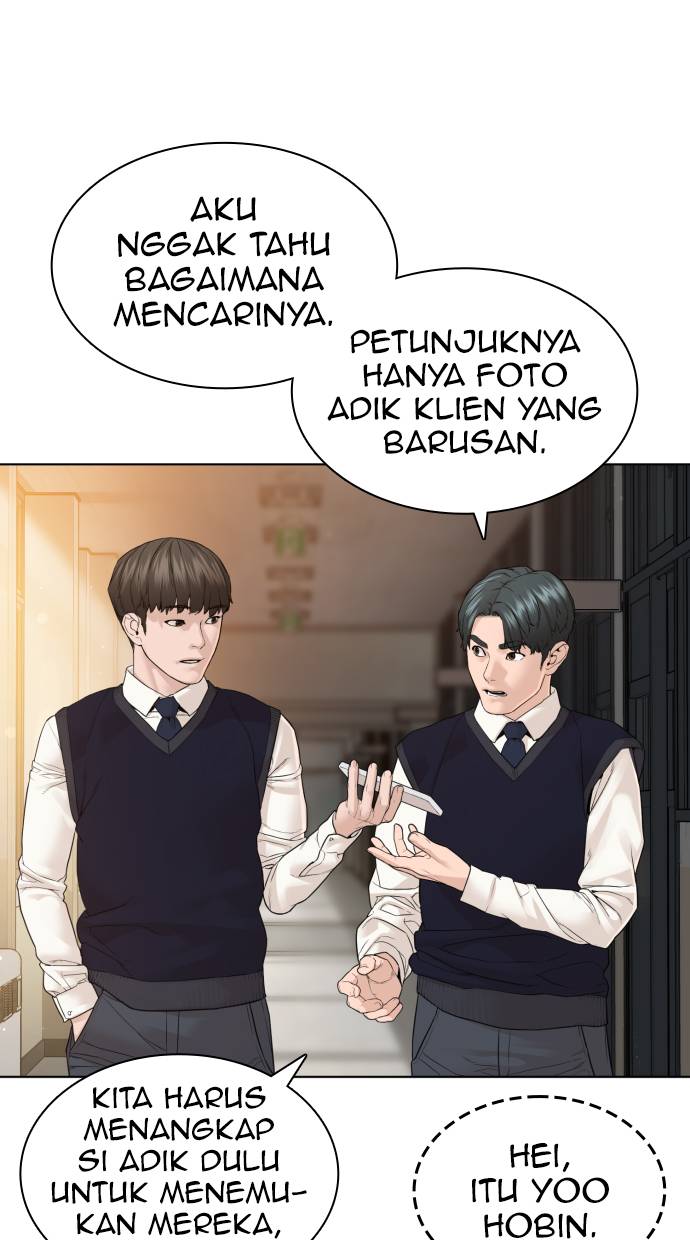 AKU
NGGAK TAHU
BAGAIMANA
MENCARINYA.
PETUNJUKNYA
HANYA FOTO
ADIK KLIEN YANG
BARUSAN.
KITA HARUS
MENANGKAP
SI ADIK DULU
UNTUK MENEMU-
KAN MEREKA,
HEI,
ITU YOO
HOBIN.